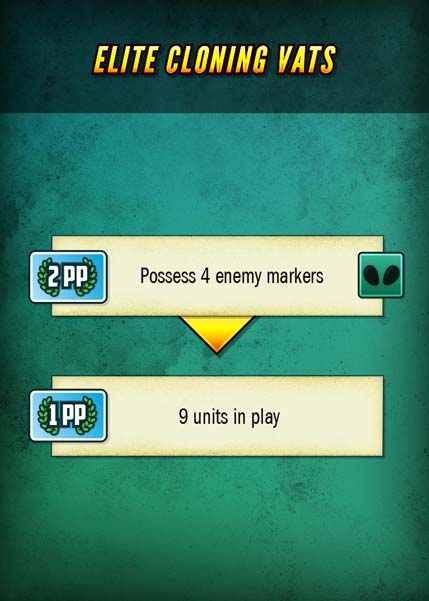 ELITE CLONING VATS
2 PP
Possess 4 enemy markers
1 PP
9 units in play